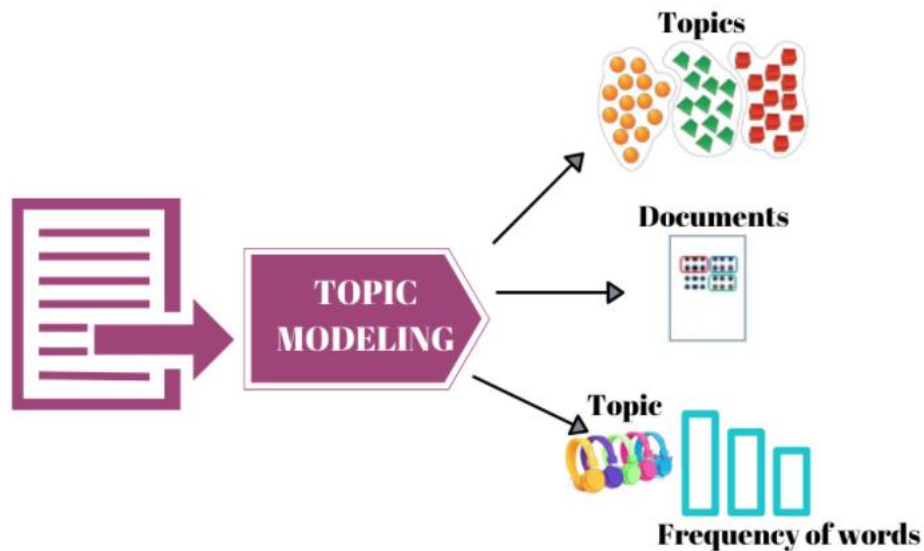 Topics
Documents
TOPIC
MODELING
Topic
Frequency of words